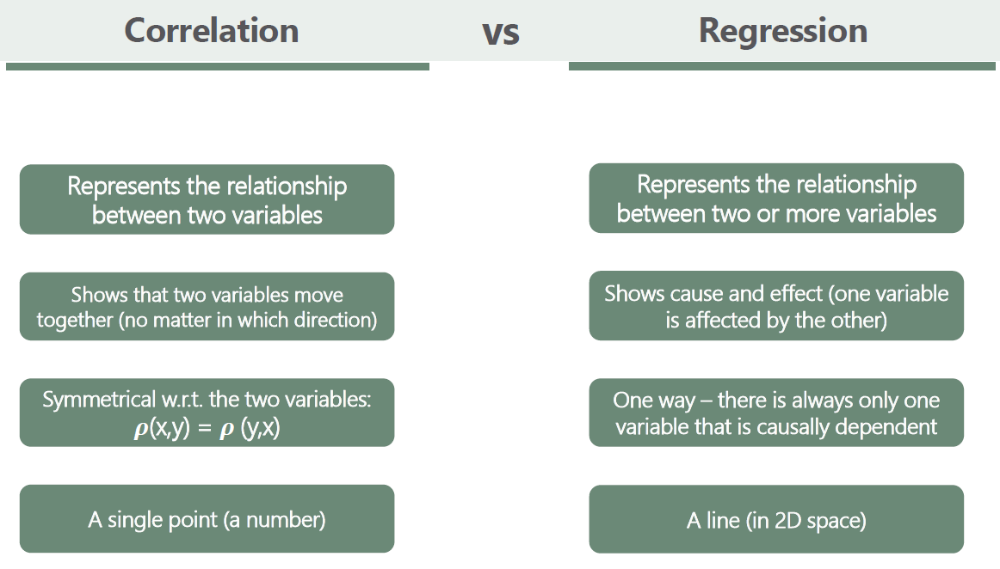 Correlation
vs
Regression
Represents the relationship
between two variables
Represents the relationship
between two or more variables
Shows that two variables move
together (no matter in which direction)
Shows cause and effect (one variable
is affected by the other)
Symmetrical w.r.t. the two variables:
ρ(x,y) = ρ (y,x)
One way – there is always only one
variable that is causally dependent
A single point (a number)
A line (in 2D space)